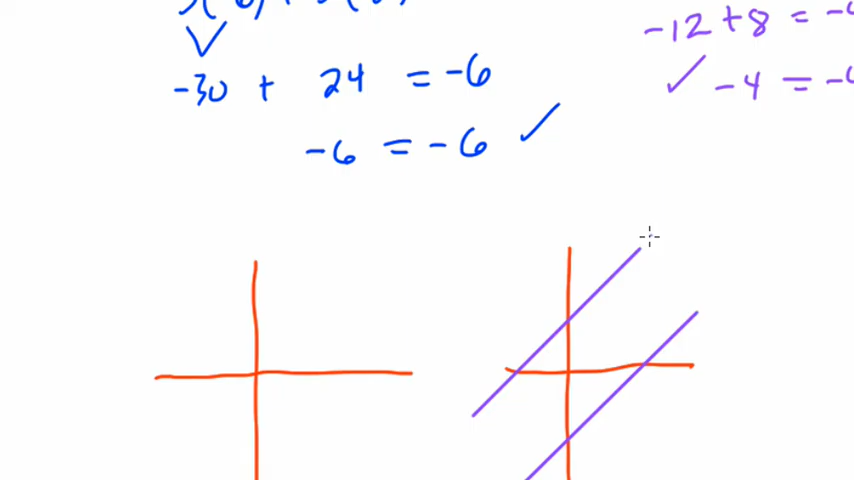 -12 + 8 =
-30 + 24 = -6
- 4 =
-6 = -6